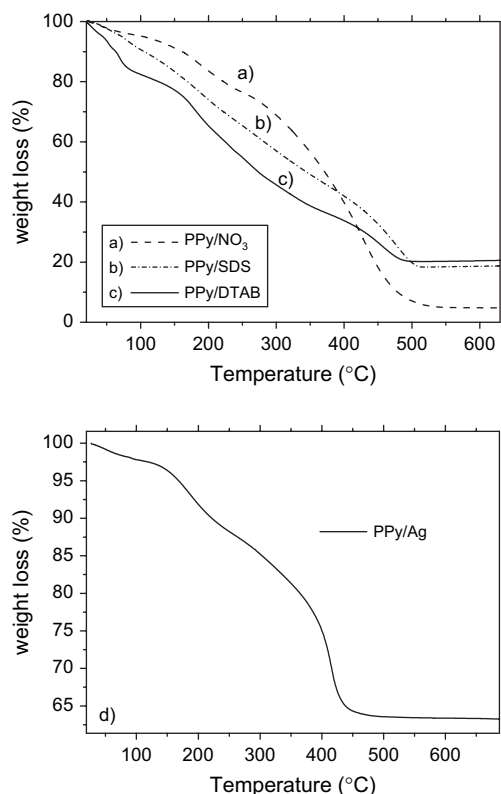 100
80
60
40
20
0
weight loss (%)
a)
b)
c)
a) PPy/NO₃
b) PPy/SDS
c) PPy/DTAB
100 200 300 400 500 600
Temperature (°C)
100
95
90
85
80
75
70
65
weight loss (%)
PPy/Ag
d)
100 200 300 400 500 600
Temperature (°C)